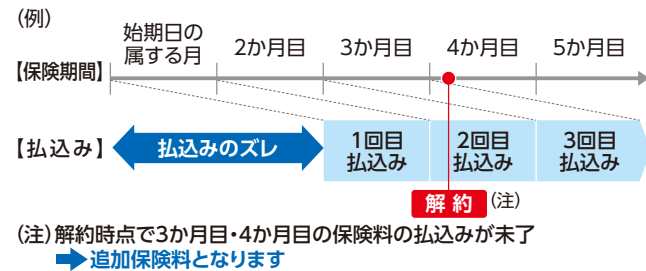 (例)
始期日の
属する月
2か月目
3か月目
4か月目
5か月目
【保険期間】
【払込み】
払込みのズレ
1回目
払込み
2回目
払込み
3回目
払込み
解約(注)
(注)解約時点で3か月目・4か月目の保険料の払込みが未了
追加保険料となります